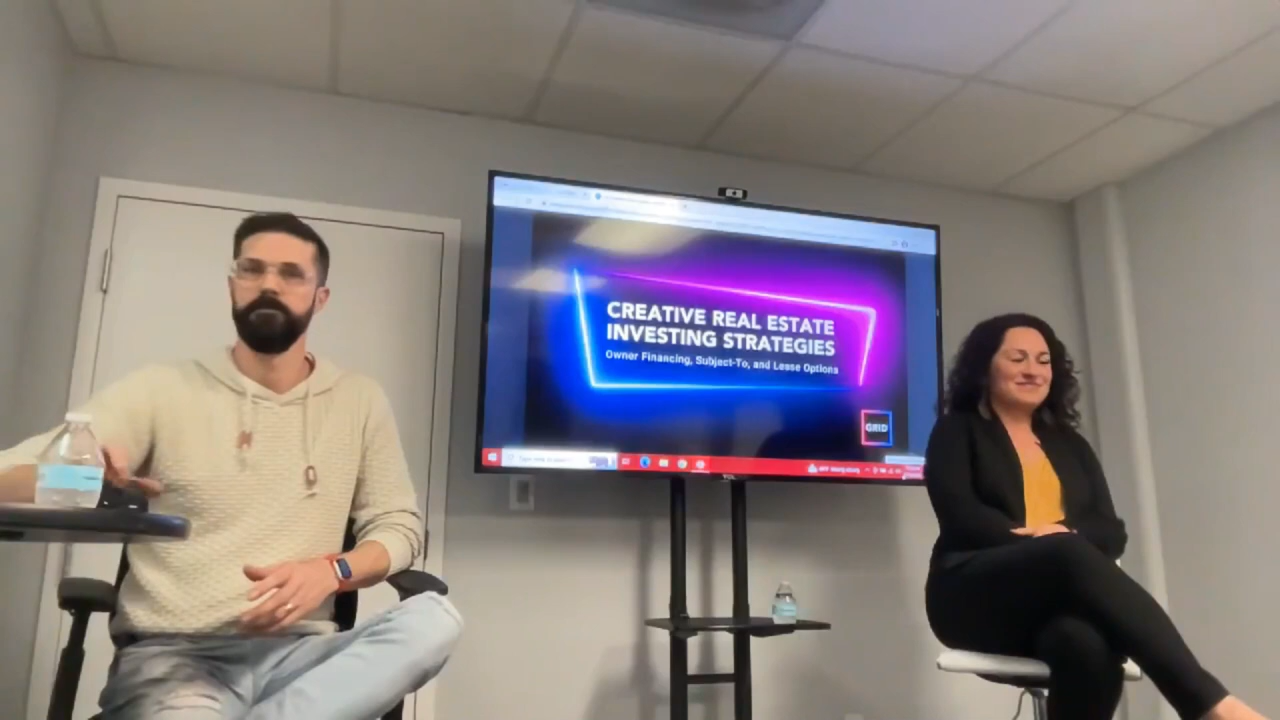 CREATIVE REAL ESTATE
INVESTING STRATEGIES
Owner Financing, Subject-To, and Lease Options
GRID